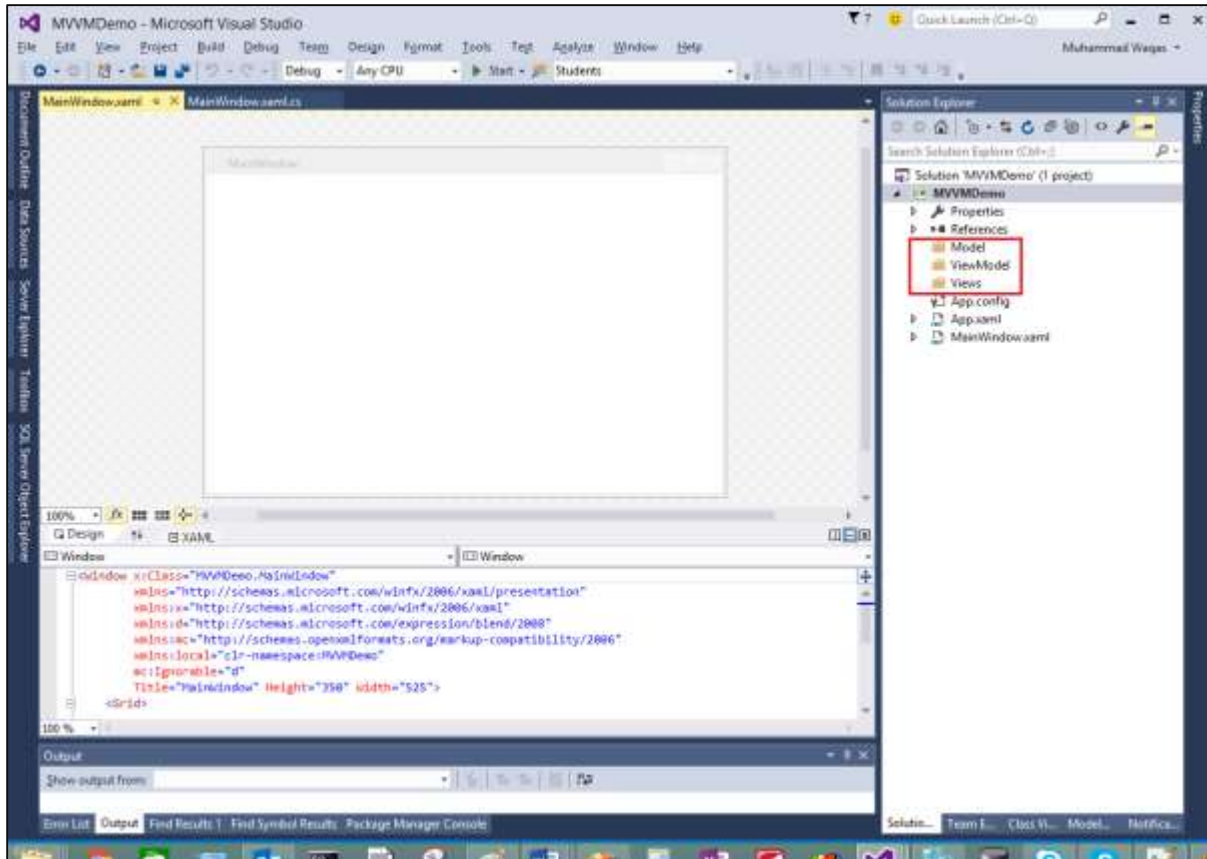 MVVMDemo - Microsoft Visual Studio
7
Quick Launch (Ctrl+Q)
File Edit View Project Build Debug Team Design Format Tools Test Analyze Window Help
Muhammad Waqas
Debug Any CPU Start Students
MainWindow.xaml MainWindow.xaml.cs
Document Outline
Data Sources
Server Explorer
Toolbox
SQL Server Object Explorer
MainWindow
100%
Design XAML
Window Window
<Window x:Class="MVVMDemo.MainWindow"
xmlns="http://schemas.microsoft.com/winfx/2006/xaml/presentation"
xmlns:x="http://schemas.microsoft.com/winfx/2006/xaml"
xmlns:d="http://schemas.microsoft.com/expression/blend/2008"
xmlns:mc="http://schemas.openxmlformats.org/markup-compatibility/2006"
xmlns:local="clr-namespace:MVVMDemo"
mc:Ignorable="d"
Title="MainWindow" Height="350" Width="525">
<Grid>
100 %
Output
Show output from:
Error List Output Find Results 1 Find Symbol Results Package Manager Console
Solution Explorer
Search Solution Explorer (Ctrl+;)
Solution 'MVVMDemo' (1 project)
MVVMDemo
Properties
References
Model
ViewModel
Views
App.config
App.xaml
MainWindow.xaml
Solutio... Team E... Class Vi... Model... Notifica...
Properties